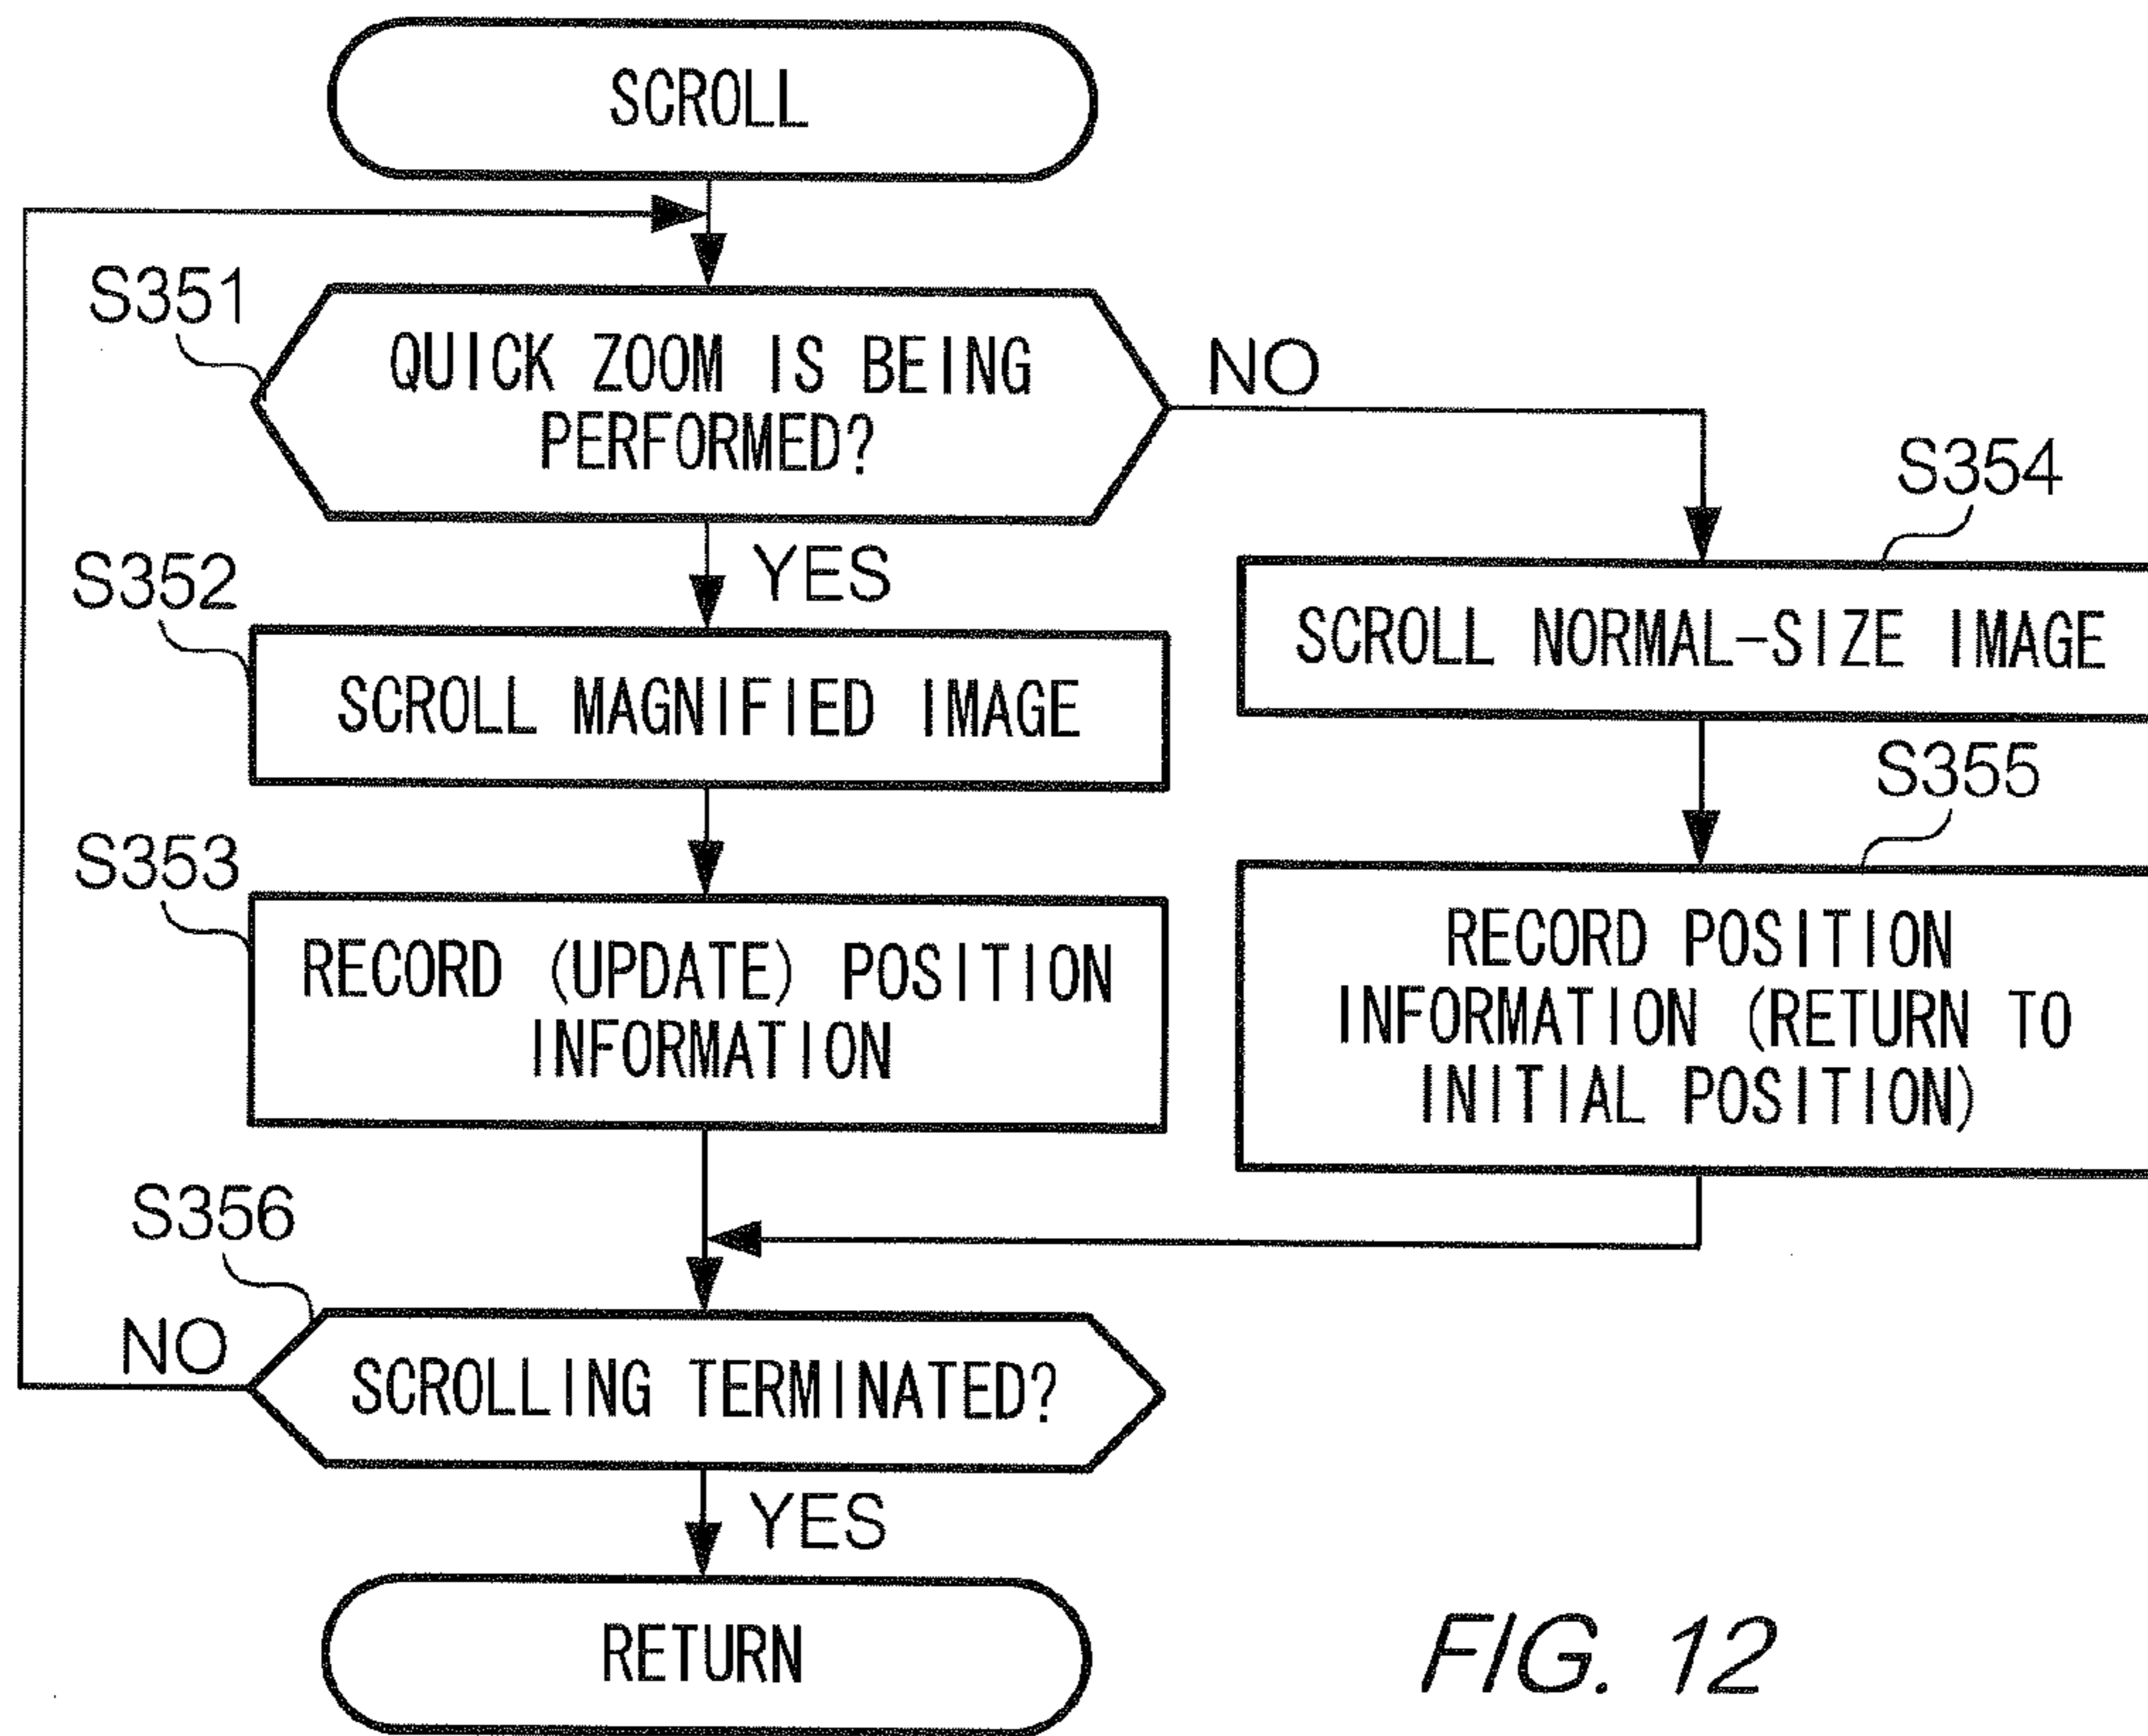 SCROLL
S351
QUICK ZOOM IS BEING
PERFORMED?
NO
YES
S352
SCROLL MAGNIFIED IMAGE
S354
SCROLL NORMAL-SIZE IMAGE
S353
RECORD (UPDATE) POSITION
INFORMATION
S355
RECORD POSITION
INFORMATION (RETURN TO
INITIAL POSITION)
S356
NO
SCROLLING TERMINATED?
YES
RETURN
FIG. 12